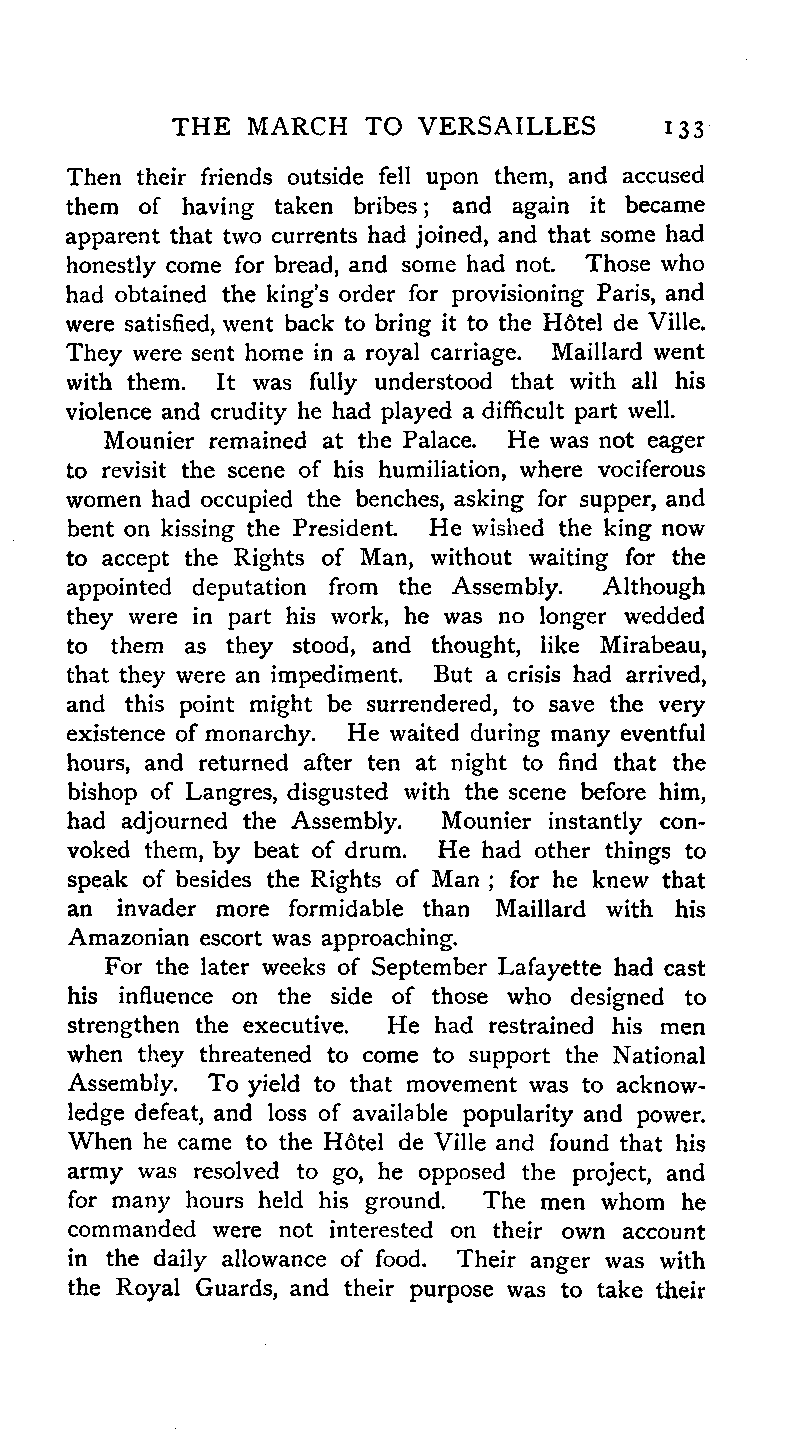 THE MARCH TO VERSAILLES 133
Then their friends outside fell upon them, and accused
them of having taken bribes; and again it became
apparent that two currents had joined, and that some had
honestly come for bread, and some had not. Those who
had obtained the king's order for provisioning Paris, and
were satisfied, went back to bring it to the Hôtel de Ville.
They were sent home in a royal carriage. Maillard went
with them. It was fully understood that with all his
violence and crudity he had played a difficult part well.
Mounier remained at the Palace. He was not eager
to revisit the scene of his humiliation, where vociferous
women had occupied the benches, asking for supper, and
bent on kissing the President. He wished the king now
to accept the Rights of Man, without waiting for the
appointed deputation from the Assembly. Although
they were in part his work, he was no longer wedded
to them as they stood, and thought, like Mirabeau,
that they were an impediment. But a crisis had arrived,
and this point might be surrendered, to save the very
existence of monarchy. He waited during many eventful
hours, and returned after ten at night to find that the
bishop of Langres, disgusted with the scene before him,
had adjourned the Assembly. Mounier instantly con-
voked them, by beat of drum. He had other things to
speak of besides the Rights of Man ; for he knew that
an invader more formidable than Maillard with his
Amazonian escort was approaching.
For the later weeks of September Lafayette had cast
his influence on the side of those who designed to
strengthen the executive. He had restrained his men
when they threatened to come to support the National
Assembly. To yield to that movement was to acknow-
ledge defeat, and loss of available popularity and power.
When he came to the Hôtel de Ville and found that his
army was resolved to go, he opposed the project, and
for many hours held his ground. The men whom he
commanded were not interested on their own account
in the daily allowance of food. Their anger was with
the Royal Guards, and their purpose was to take their